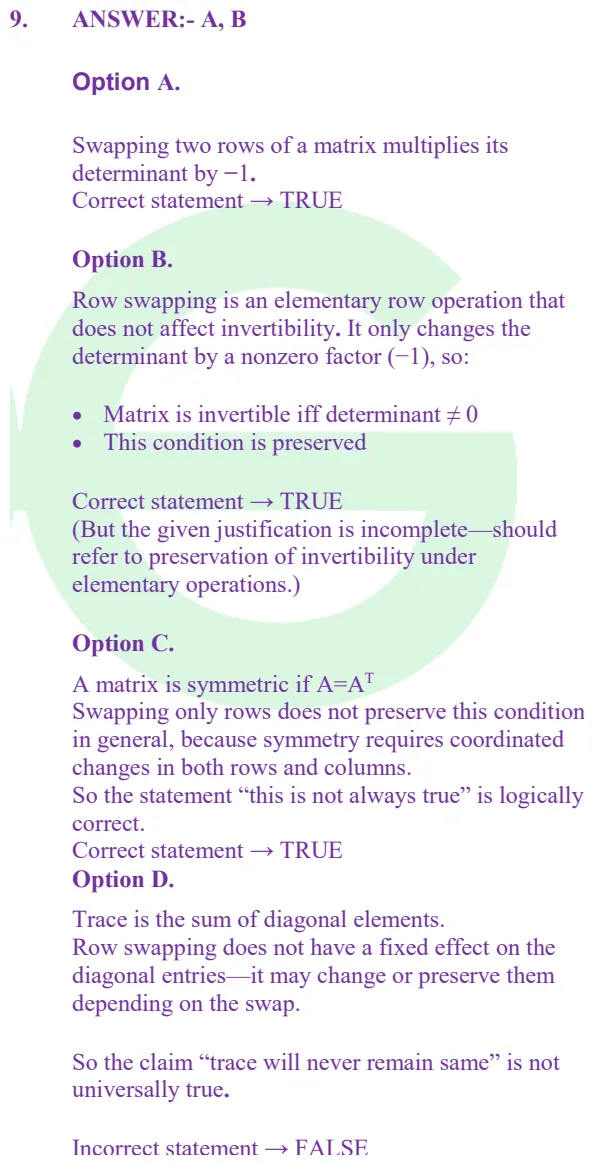 9. ANSWER:- A, B
Option A.
Swapping two rows of a matrix multiplies its
determinant by −1.
Correct statement → TRUE
Option B.
Row swapping is an elementary row operation that
does not affect invertibility. It only changes the
determinant by a nonzero factor (−1), so:
• Matrix is invertible iff determinant ≠ 0
• This condition is preserved
Correct statement → TRUE
(But the given justification is incomplete—should
refer to preservation of invertibility under
elementary operations.)
Option C.
A matrix is symmetric if A=Aᵀ
Swapping only rows does not preserve this condition
in general, because symmetry requires coordinated
changes in both rows and columns.
So the statement “this is not always true” is logically
correct.
Correct statement → TRUE
Option D.
Trace is the sum of diagonal elements.
Row swapping does not have a fixed effect on the
diagonal entries—it may change or preserve them
depending on the swap.
So the claim “trace will never remain same” is not
universally true.
Incorrect statement → FALSE